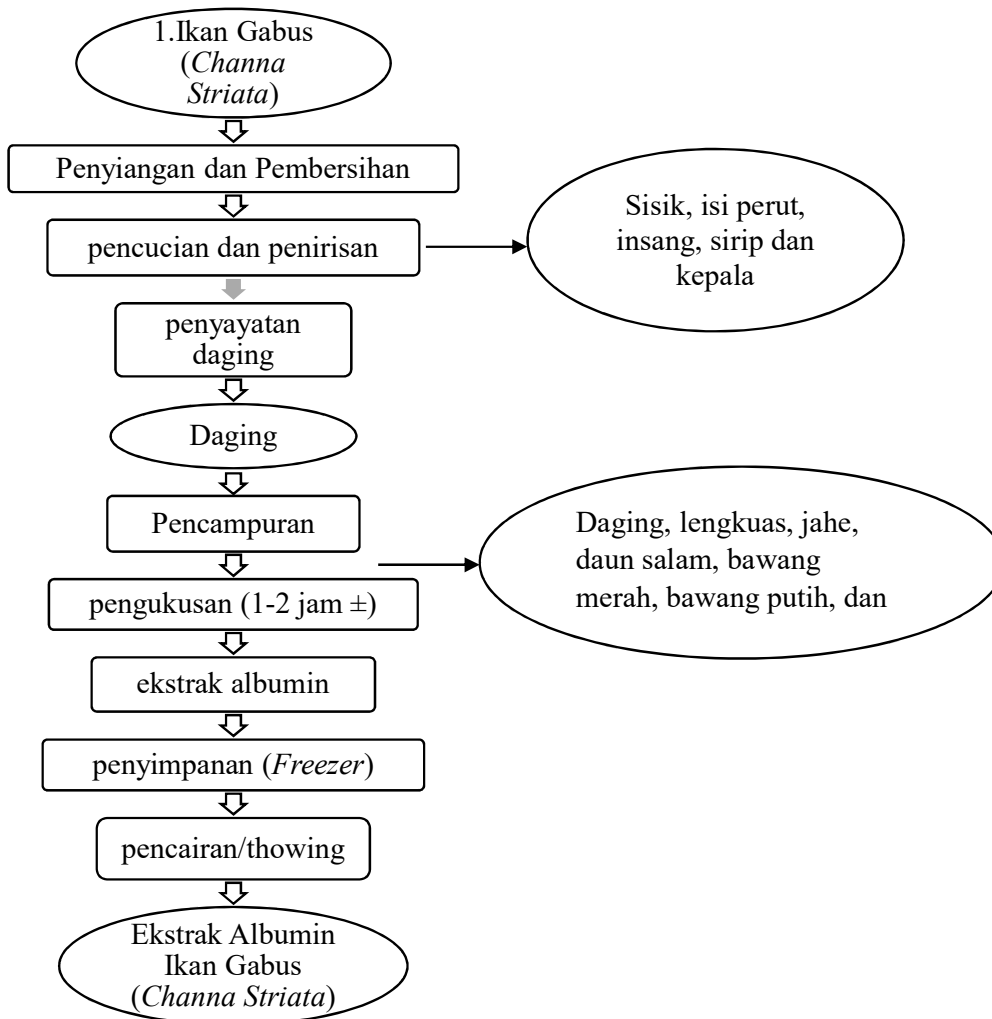 1.Ikan Gabus
(Channa
Striata)
Penyiangan dan Pembersihan
pencucian dan penirisan
Sisik, isi perut,
insang, sirip dan
kepala
penyayatan
daging
Daging
Pencampuran
Daging, lengkuas, jahe,
daun salam, bawang
merah, bawang putih, dan
pengukusan (1-2 jam ±)
ekstrak albumin
penyimpanan (Freezer)
pencairan/thowing
Ekstrak Albumin
Ikan Gabus
(Channa Striata)